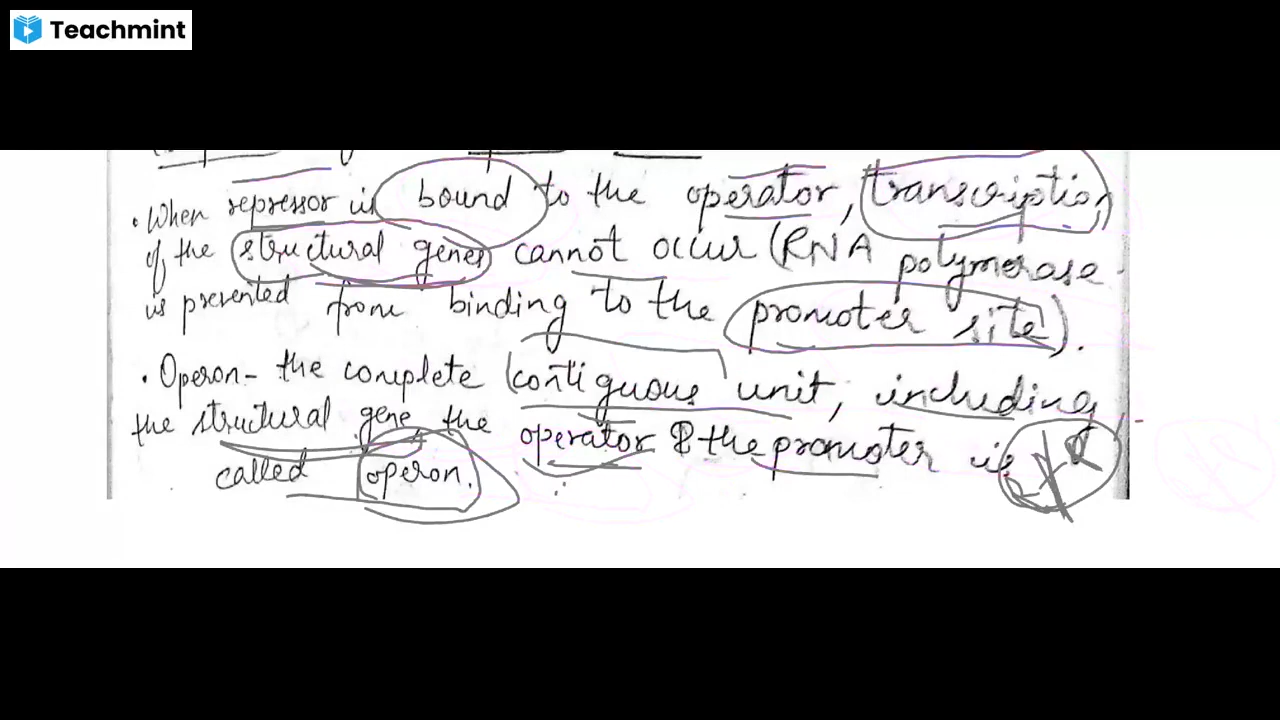 Teachmint
• When repressor is bound to the operator, transcription
of the structural genes cannot occur (RNA polymerase
is prevented from binding to the promoter site).
• Operon - the complete contiguous unit, including
the structural gene, the operator & the promoter is
called operon.